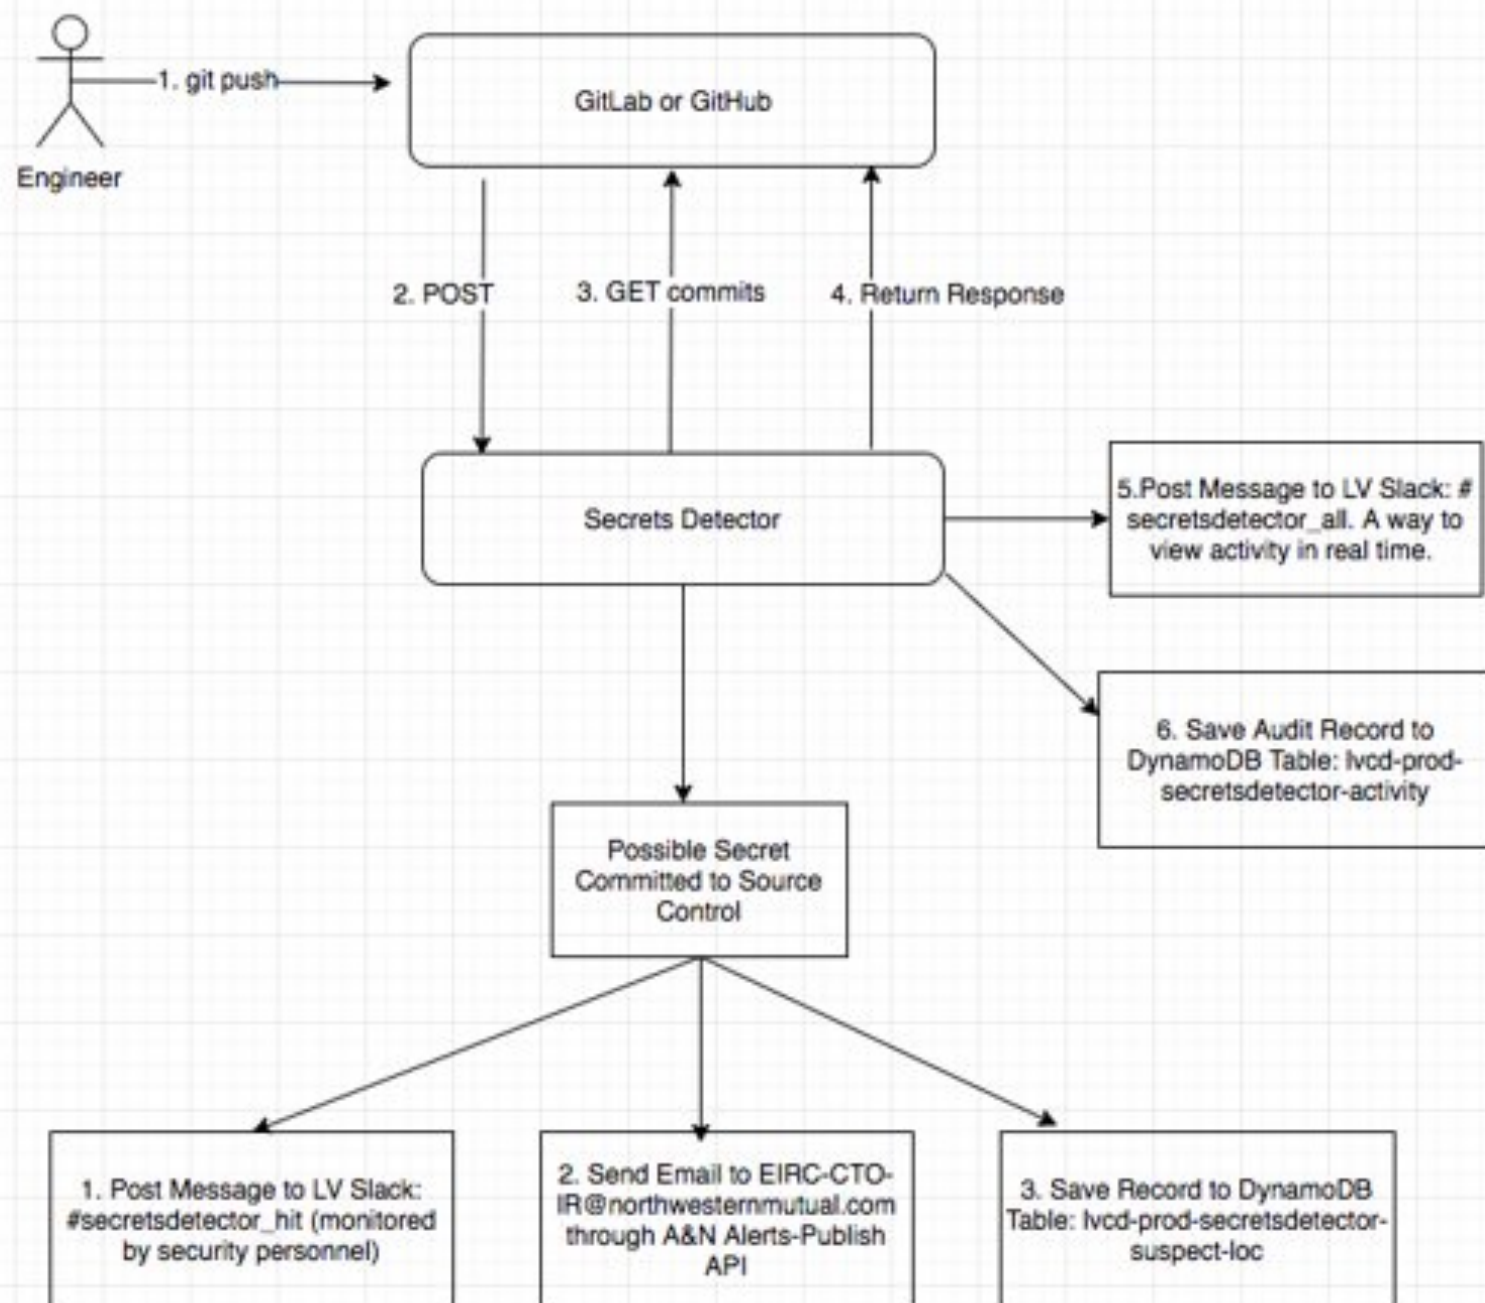 1. git push
GitLab or GitHub
Engineer
2. POST
3. GET commits
4. Return Response
Secrets Detector
5.Post Message to LV Slack: #
secretsdetector_all. A way to
view activity in real time.
6. Save Audit Record to
DynamoDB Table: lvcd-prod-
secretsdetector-activity
Possible Secret
Committed to Source
Control
1. Post Message to LV Slack:
#secretsdetector_hit (monitored
by security personnel)
2. Send Email to EIRC-CTO-
IR@northwesternmutual.com
through A&N Alerts-Publish
API
3. Save Record to DynamoDB
Table: lvcd-prod-secretsdetector-
suspect-loc